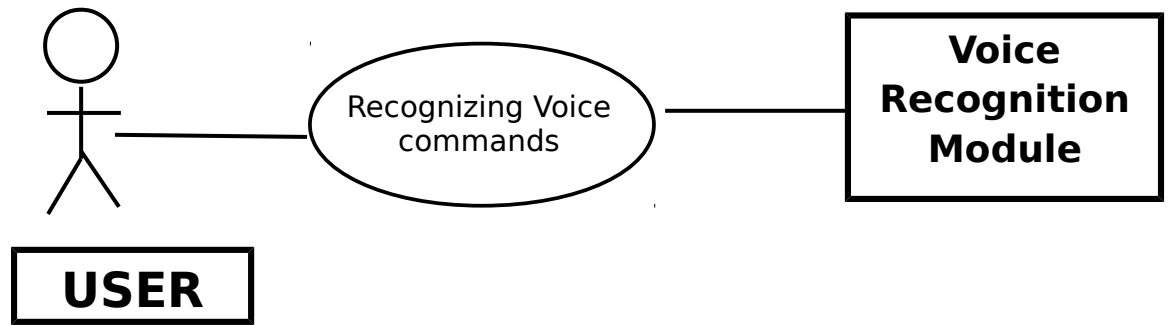 Recognizing Voice
commands
Voice
Recognition
Module
USER